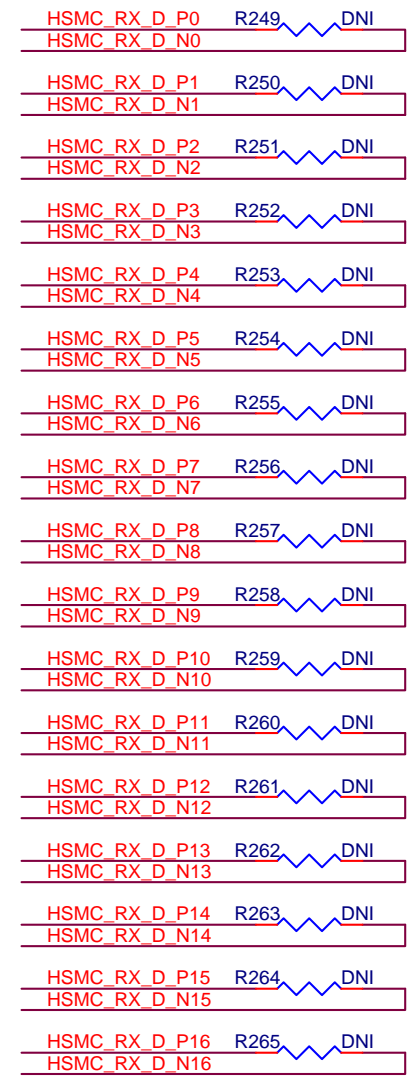 HSMC_RX_D_P0 R249 DNI
HSMC_RX_D_N0
HSMC_RX_D_P1 R250 DNI
HSMC_RX_D_N1
HSMC_RX_D_P2 R251 DNI
HSMC_RX_D_N2
HSMC_RX_D_P3 R252 DNI
HSMC_RX_D_N3
HSMC_RX_D_P4 R253 DNI
HSMC_RX_D_N4
HSMC_RX_D_P5 R254 DNI
HSMC_RX_D_N5
HSMC_RX_D_P6 R255 DNI
HSMC_RX_D_N6
HSMC_RX_D_P7 R256 DNI
HSMC_RX_D_N7
HSMC_RX_D_P8 R257 DNI
HSMC_RX_D_N8
HSMC_RX_D_P9 R258 DNI
HSMC_RX_D_N9
HSMC_RX_D_P10 R259 DNI
HSMC_RX_D_N10
HSMC_RX_D_P11 R260 DNI
HSMC_RX_D_N11
HSMC_RX_D_P12 R261 DNI
HSMC_RX_D_N12
HSMC_RX_D_P13 R262 DNI
HSMC_RX_D_N13
HSMC_RX_D_P14 R263 DNI
HSMC_RX_D_N14
HSMC_RX_D_P15 R264 DNI
HSMC_RX_D_N15
HSMC_RX_D_P16 R265 DNI
HSMC_RX_D_N16